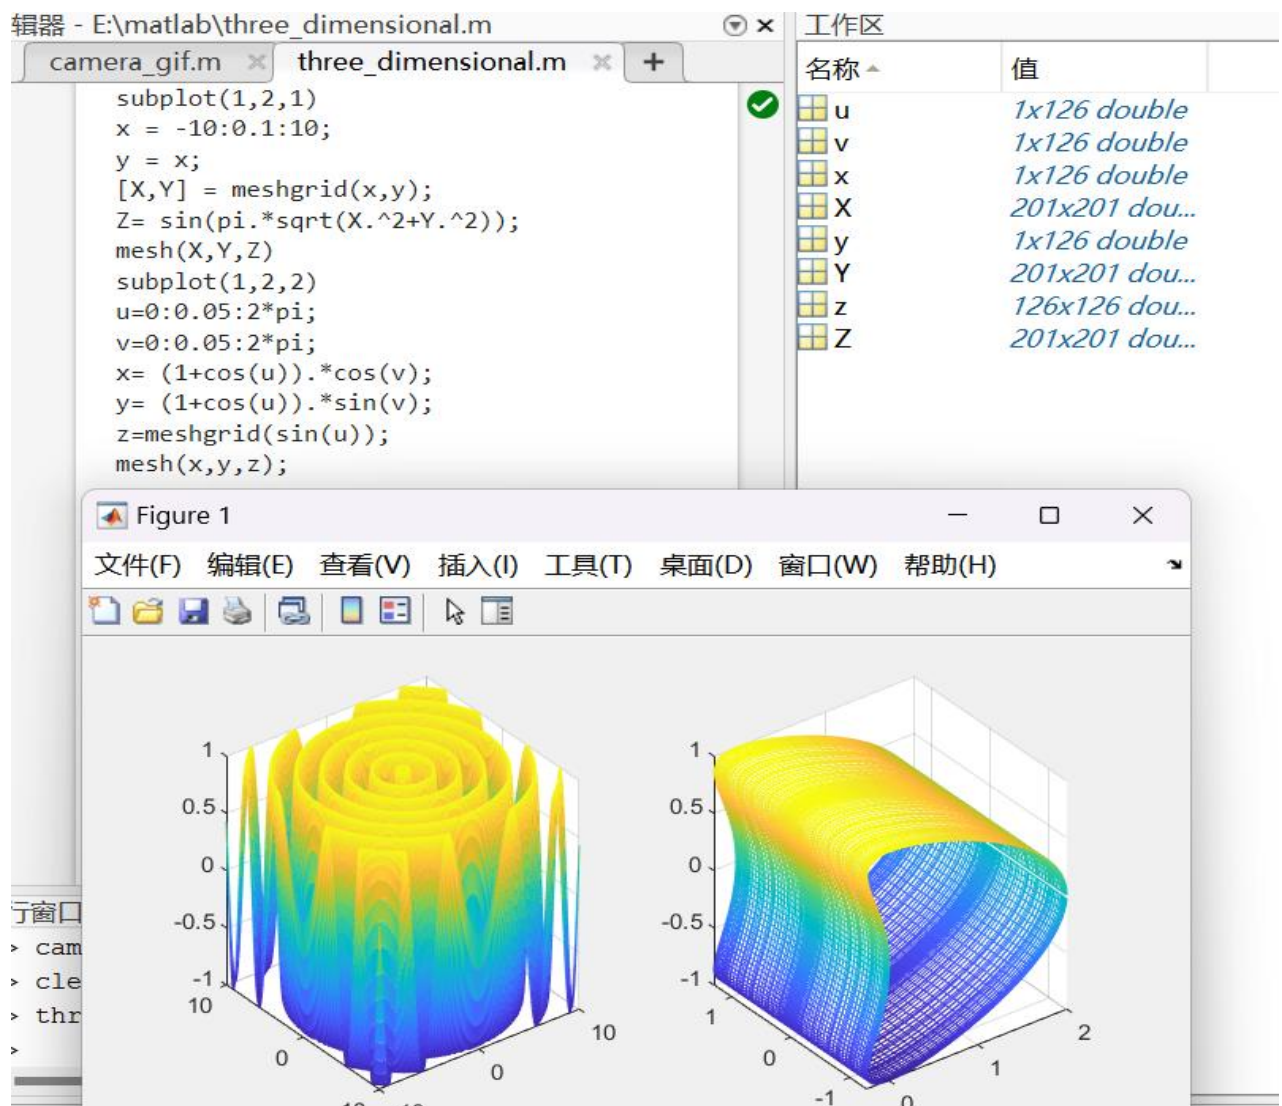 辑器 - E:\matlab\three_dimensional.m
camera_gif.m three_dimensional.m +
subplot(1,2,1)
x = -10:0.1:10;
y = x;
[X,Y] = meshgrid(x,y);
Z= sin(pi.*sqrt(X.^2+Y.^2));
mesh(X,Y,Z)
subplot(1,2,2)
u=0:0.05:2*pi;
v=0:0.05:2*pi;
x= (1+cos(u)).*cos(v);
y= (1+cos(u)).*sin(v);
z=meshgrid(sin(u));
mesh(x,y,z);
工作区
名称 值
u 1x126 double
v 1x126 double
x 1x126 double
X 201x201 dou...
y 1x126 double
Y 201x201 dou...
z 126x126 dou...
Z 201x201 dou...
Figure 1
文件(F) 编辑(E) 查看(V) 插入(I) 工具(T) 桌面(D) 窗口(W) 帮助(H)
1
0.5
0
-0.5
-1
10
0
0
10
1
0.5
0
-0.5
-1
1
0
-1
0
1
2
行窗口
> cam
> cle
> thr
>